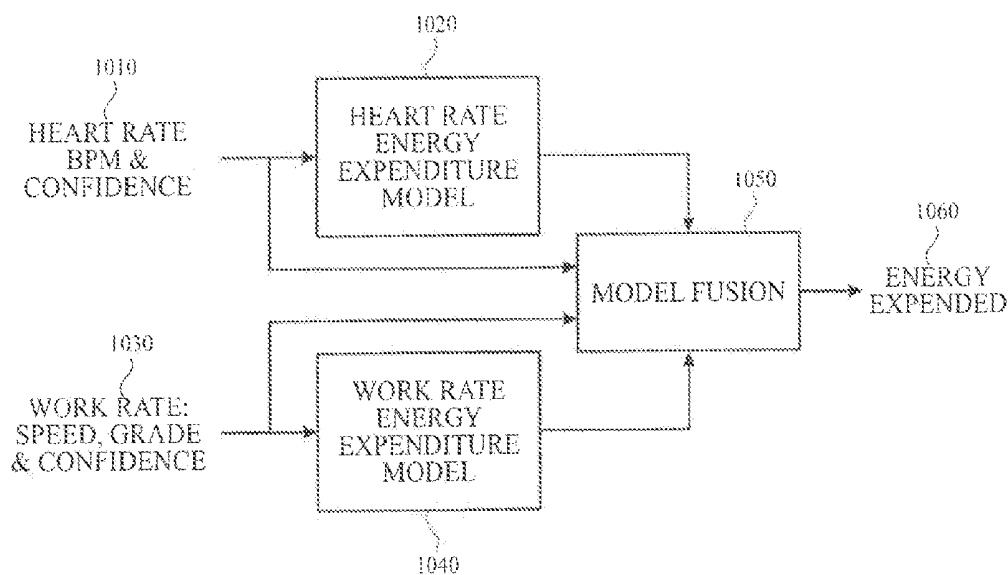 1020
1010
HEART RATE
BPM &
CONFIDENCE
HEART RATE
ENERGY
EXPENDITURE
MODEL
1050
1060
MODEL FUSION
ENERGY
EXPENDED
1030
WORK RATE:
SPEED, GRADE
& CONFIDENCE
WORK RATE
ENERGY
EXPENDITURE
MODEL
1040